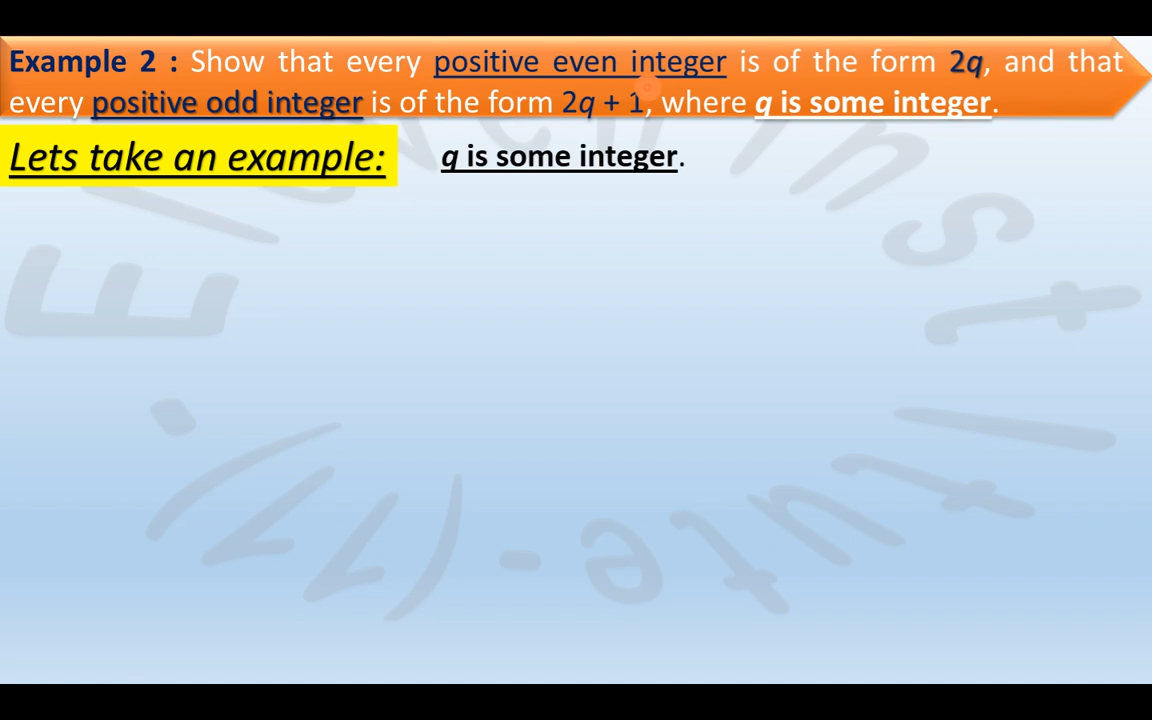 Example 2 : Show that every positive even integer is of the form 2q, and that
every positive odd integer is of the form 2q + 1, where q is some integer.
Lets take an example: q is some integer.